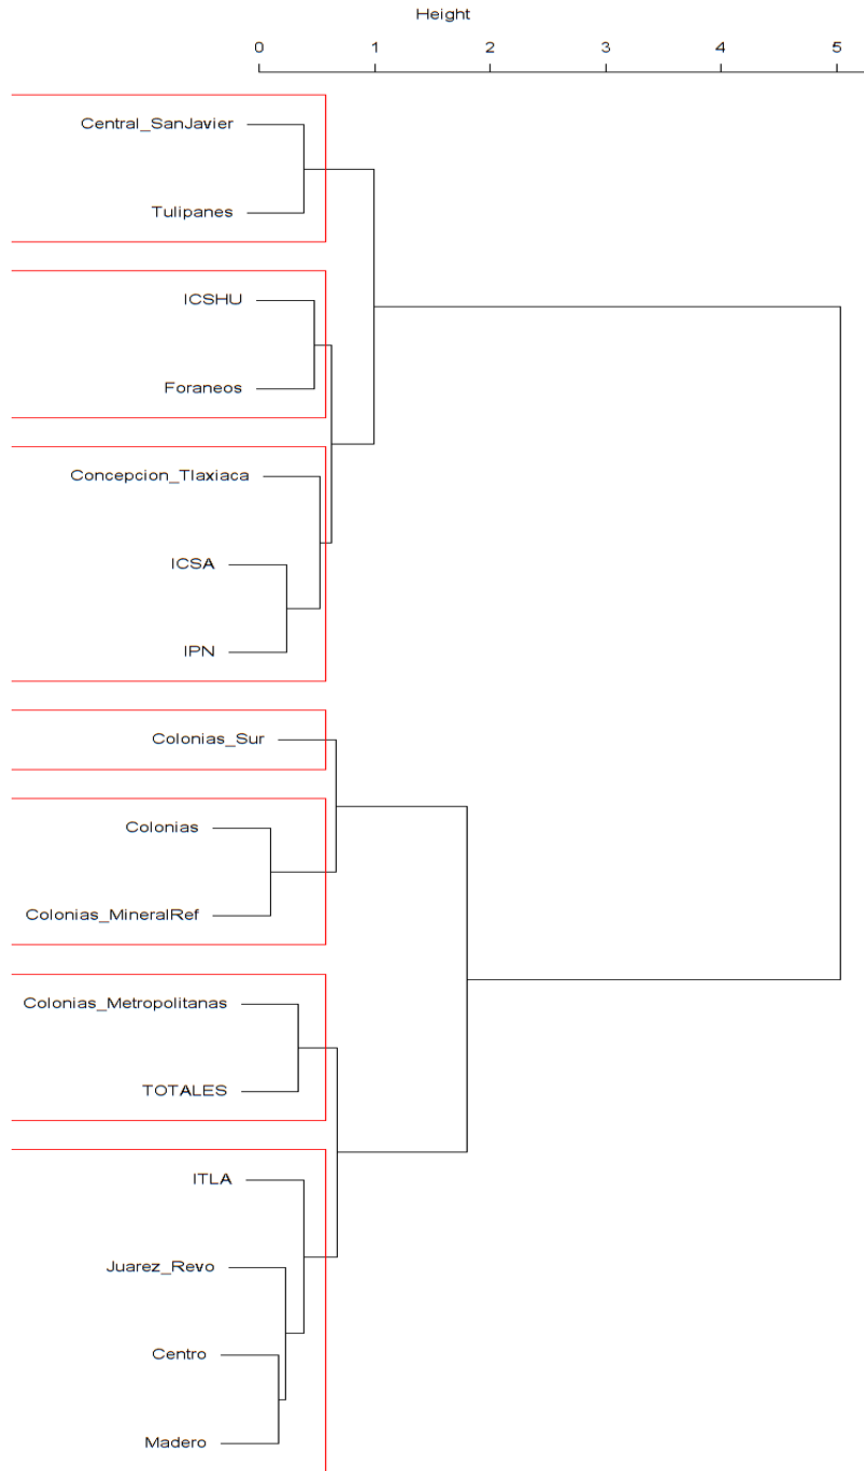 Height
0 1 2 3 4 5
Central_SanJavier
Tulipanes
ICSHU
Foraneos
Concepcion_Tlaxiaca
ICSA
IPN
Colonias_Sur
Colonias
Colonias_MineralRef
Colonias_Metropolitanas
TOTALES
ITLA
Juarez_Revo
Centro
Madero